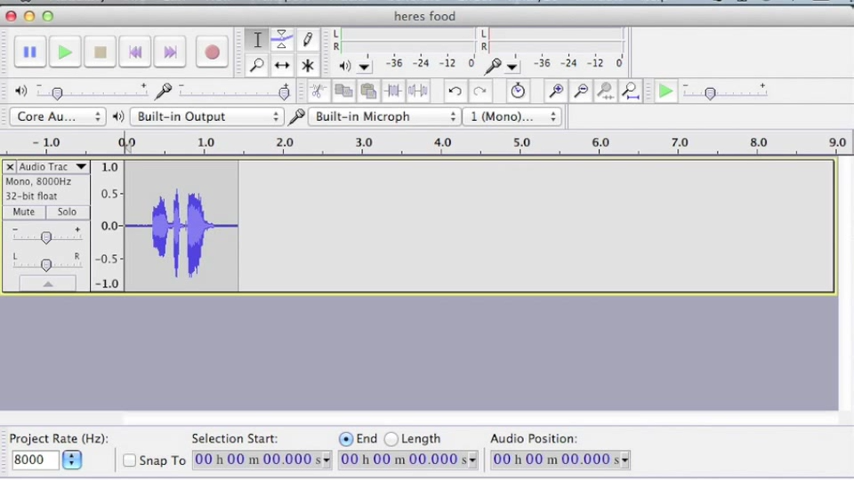 heres food
L
R
-36 -24 -12 0
L
R
-36 -24 -12 0
- +
- +
- +
Core Au...
Built-in Output
Built-in Microph
1 (Mono)...
- 1.0 0.0 1.0 2.0 3.0 4.0 5.0 6.0 7.0 8.0 9.0
Audio Trac
Mono, 8000Hz
32-bit float
Mute Solo
- +
L R
1.0
0.5-
0.0-
-0.5-
-1.0
Project Rate (Hz):
8000
Snap To
Selection Start:
00 h 00 m 00.000 s
End
Length
00 h 00 m 00.000 s
Audio Position:
00 h 00 m 00.000 s